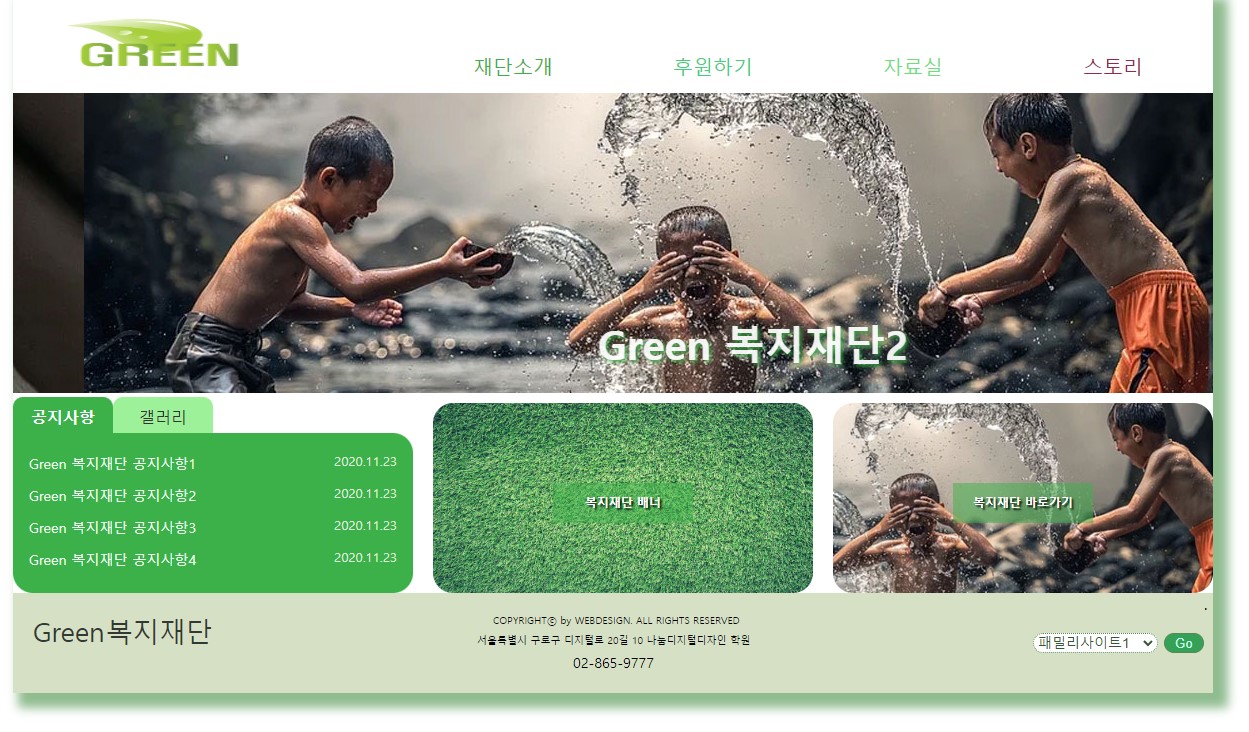 GREEN
재단소개 후원하기 자료실 스토리
Green 복지재단2
공지사항 갤러리
Green 복지재단 공지사항1 2020.11.23
Green 복지재단 공지사항2 2020.11.23
Green 복지재단 공지사항3 2020.11.23
Green 복지재단 공지사항4 2020.11.23
복지재단 배너
복지재단 바로가기
Green복지재단
COPYRIGHTⓒ by WEBDESIGN. ALL RIGHTS RESERVED
서울특별시 구로구 디지털로 20길 10 나눔디지털디자인 학원
02-865-9777
패밀리사이트1 Go